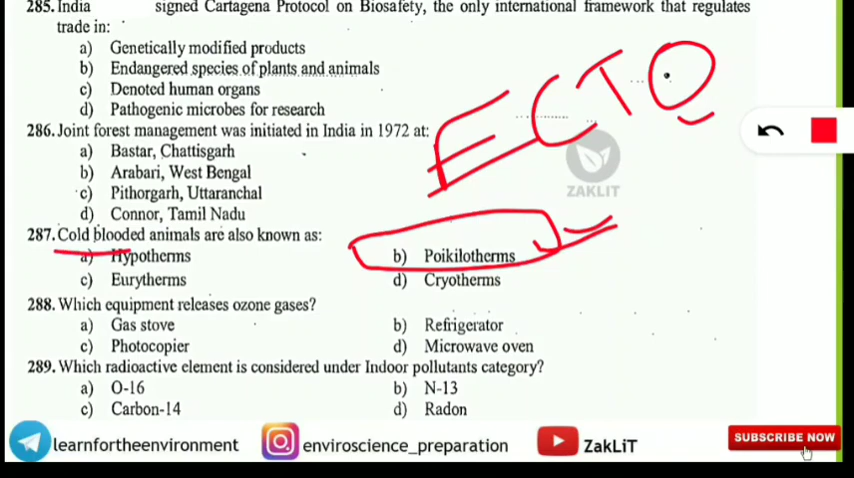 285. India signed Cartagena Protocol on Biosafety, the only international framework that regulates
trade in:
a) Genetically modified products
b) Endangered species of plants and animals
c) Denoted human organs
d) Pathogenic microbes for research
286. Joint forest management was initiated in India in 1972 at:
a) Bastar, Chattisgarh
b) Arabari, West Bengal
c) Pithorgarh, Uttaranchal
d) Connor, Tamil Nadu
287. Cold blooded animals are also known as:
a) Hypotherms b) Poikilotherms
c) Eurytherms d) Cryotherms
288. Which equipment releases ozone gases?
a) Gas stove b) Refrigerator
c) Photocopier d) Microwave oven
289. Which radioactive element is considered under Indoor pollutants category?
a) O-16 b) N-13
c) Carbon-14 d) Radon
ECTO
ZAKLIT
learnfortheenvironment enviroscience_preparation ZakLiT SUBSCRIBE NOW